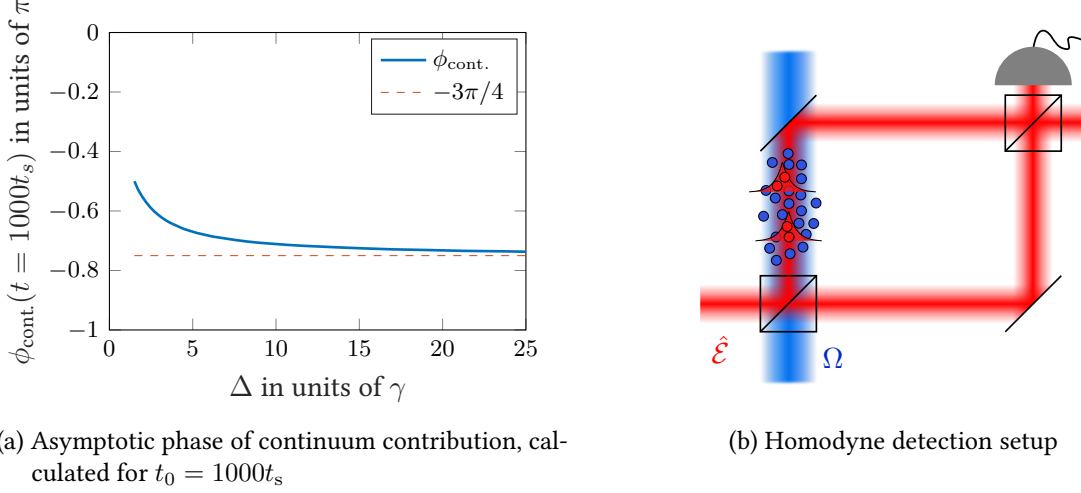 ϕcont.(t = 1000ts) in units of π
0
−0.2
−0.4
−0.6
−0.8
−1
0
5
10
15
20
25
Δ in units of γ
ϕcont.
−3π/4
ℰ̂
Ω
(a) Asymptotic phase of continuum contribution, cal-
culated for t0 = 1000ts
(b) Homodyne detection setup